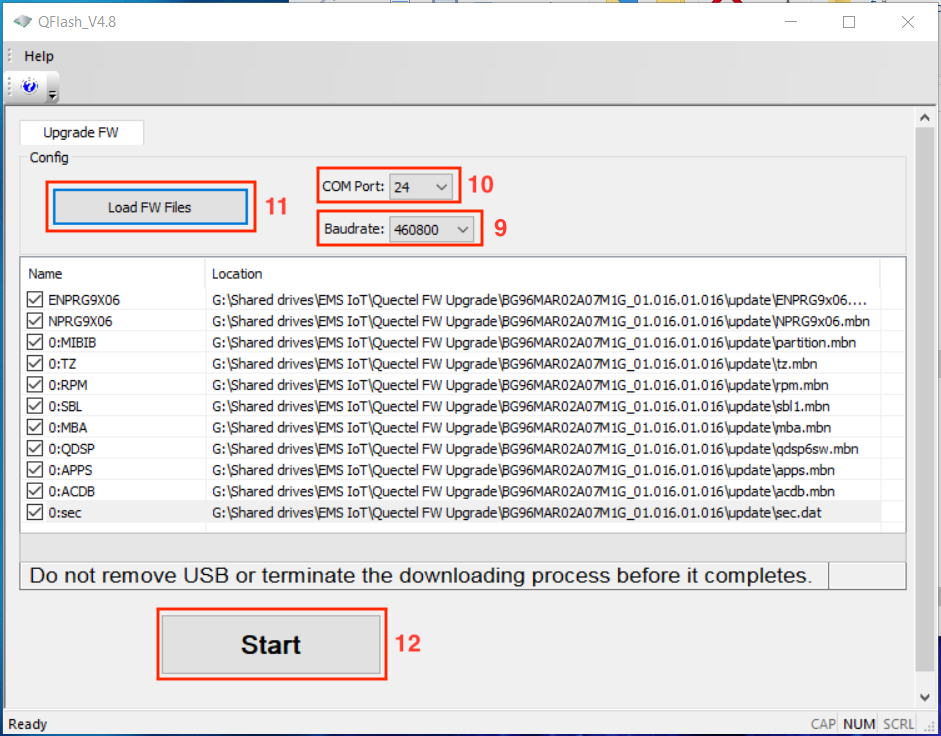 QFlash_V4.8
Help
Upgrade FW
Config
Load FW Files 11
COM Port: 24 10
Baudrate: 460800 9
Name Location
ENPRG9X06 G:\Shared drives\EMS IoT\Quectel FW Upgrade\BG96MAR02A07M1G_01.016.01.016\update\ENPRG9x06....
NPRG9X06 G:\Shared drives\EMS IoT\Quectel FW Upgrade\BG96MAR02A07M1G_01.016.01.016\update\NPRG9x06.mbn
0:MIBIB G:\Shared drives\EMS IoT\Quectel FW Upgrade\BG96MAR02A07M1G_01.016.01.016\update\partition.mbn
0:TZ G:\Shared drives\EMS IoT\Quectel FW Upgrade\BG96MAR02A07M1G_01.016.01.016\update\tz.mbn
0:RPM G:\Shared drives\EMS IoT\Quectel FW Upgrade\BG96MAR02A07M1G_01.016.01.016\update\rpm.mbn
0:SBL G:\Shared drives\EMS IoT\Quectel FW Upgrade\BG96MAR02A07M1G_01.016.01.016\update\sbl1.mbn
0:MBA G:\Shared drives\EMS IoT\Quectel FW Upgrade\BG96MAR02A07M1G_01.016.01.016\update\mba.mbn
0:QDSP G:\Shared drives\EMS IoT\Quectel FW Upgrade\BG96MAR02A07M1G_01.016.01.016\update\qdsp6sw.mbn
0:APPS G:\Shared drives\EMS IoT\Quectel FW Upgrade\BG96MAR02A07M1G_01.016.01.016\update\apps.mbn
0:ACDB G:\Shared drives\EMS IoT\Quectel FW Upgrade\BG96MAR02A07M1G_01.016.01.016\update\acdb.mbn
0:sec G:\Shared drives\EMS IoT\Quectel FW Upgrade\BG96MAR02A07M1G_01.016.01.016\update\sec.dat
Do not remove USB or terminate the downloading process before it completes.
Start 12
Ready CAP NUM SCRL